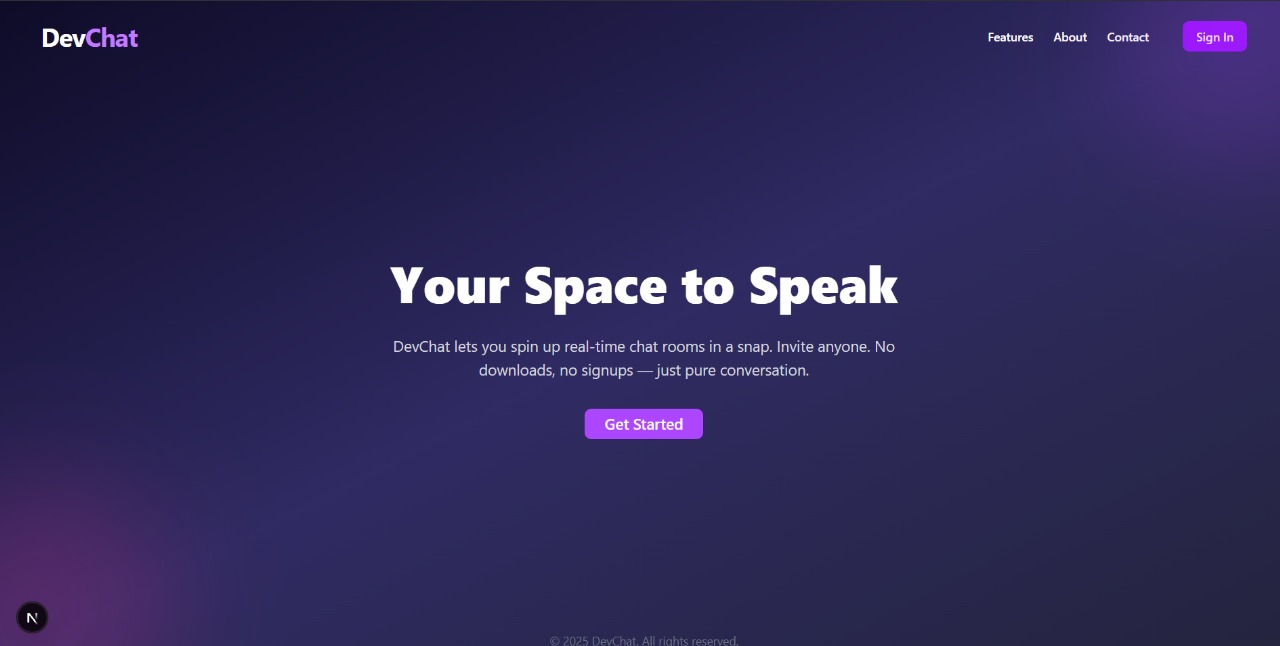 DevChat
Features About Contact Sign In
Your Space to Speak
DevChat lets you spin up real-time chat rooms in a snap. Invite anyone. No
downloads, no signups — just pure conversation.
Get Started
N
© 2025 DevChat. All rights reserved.